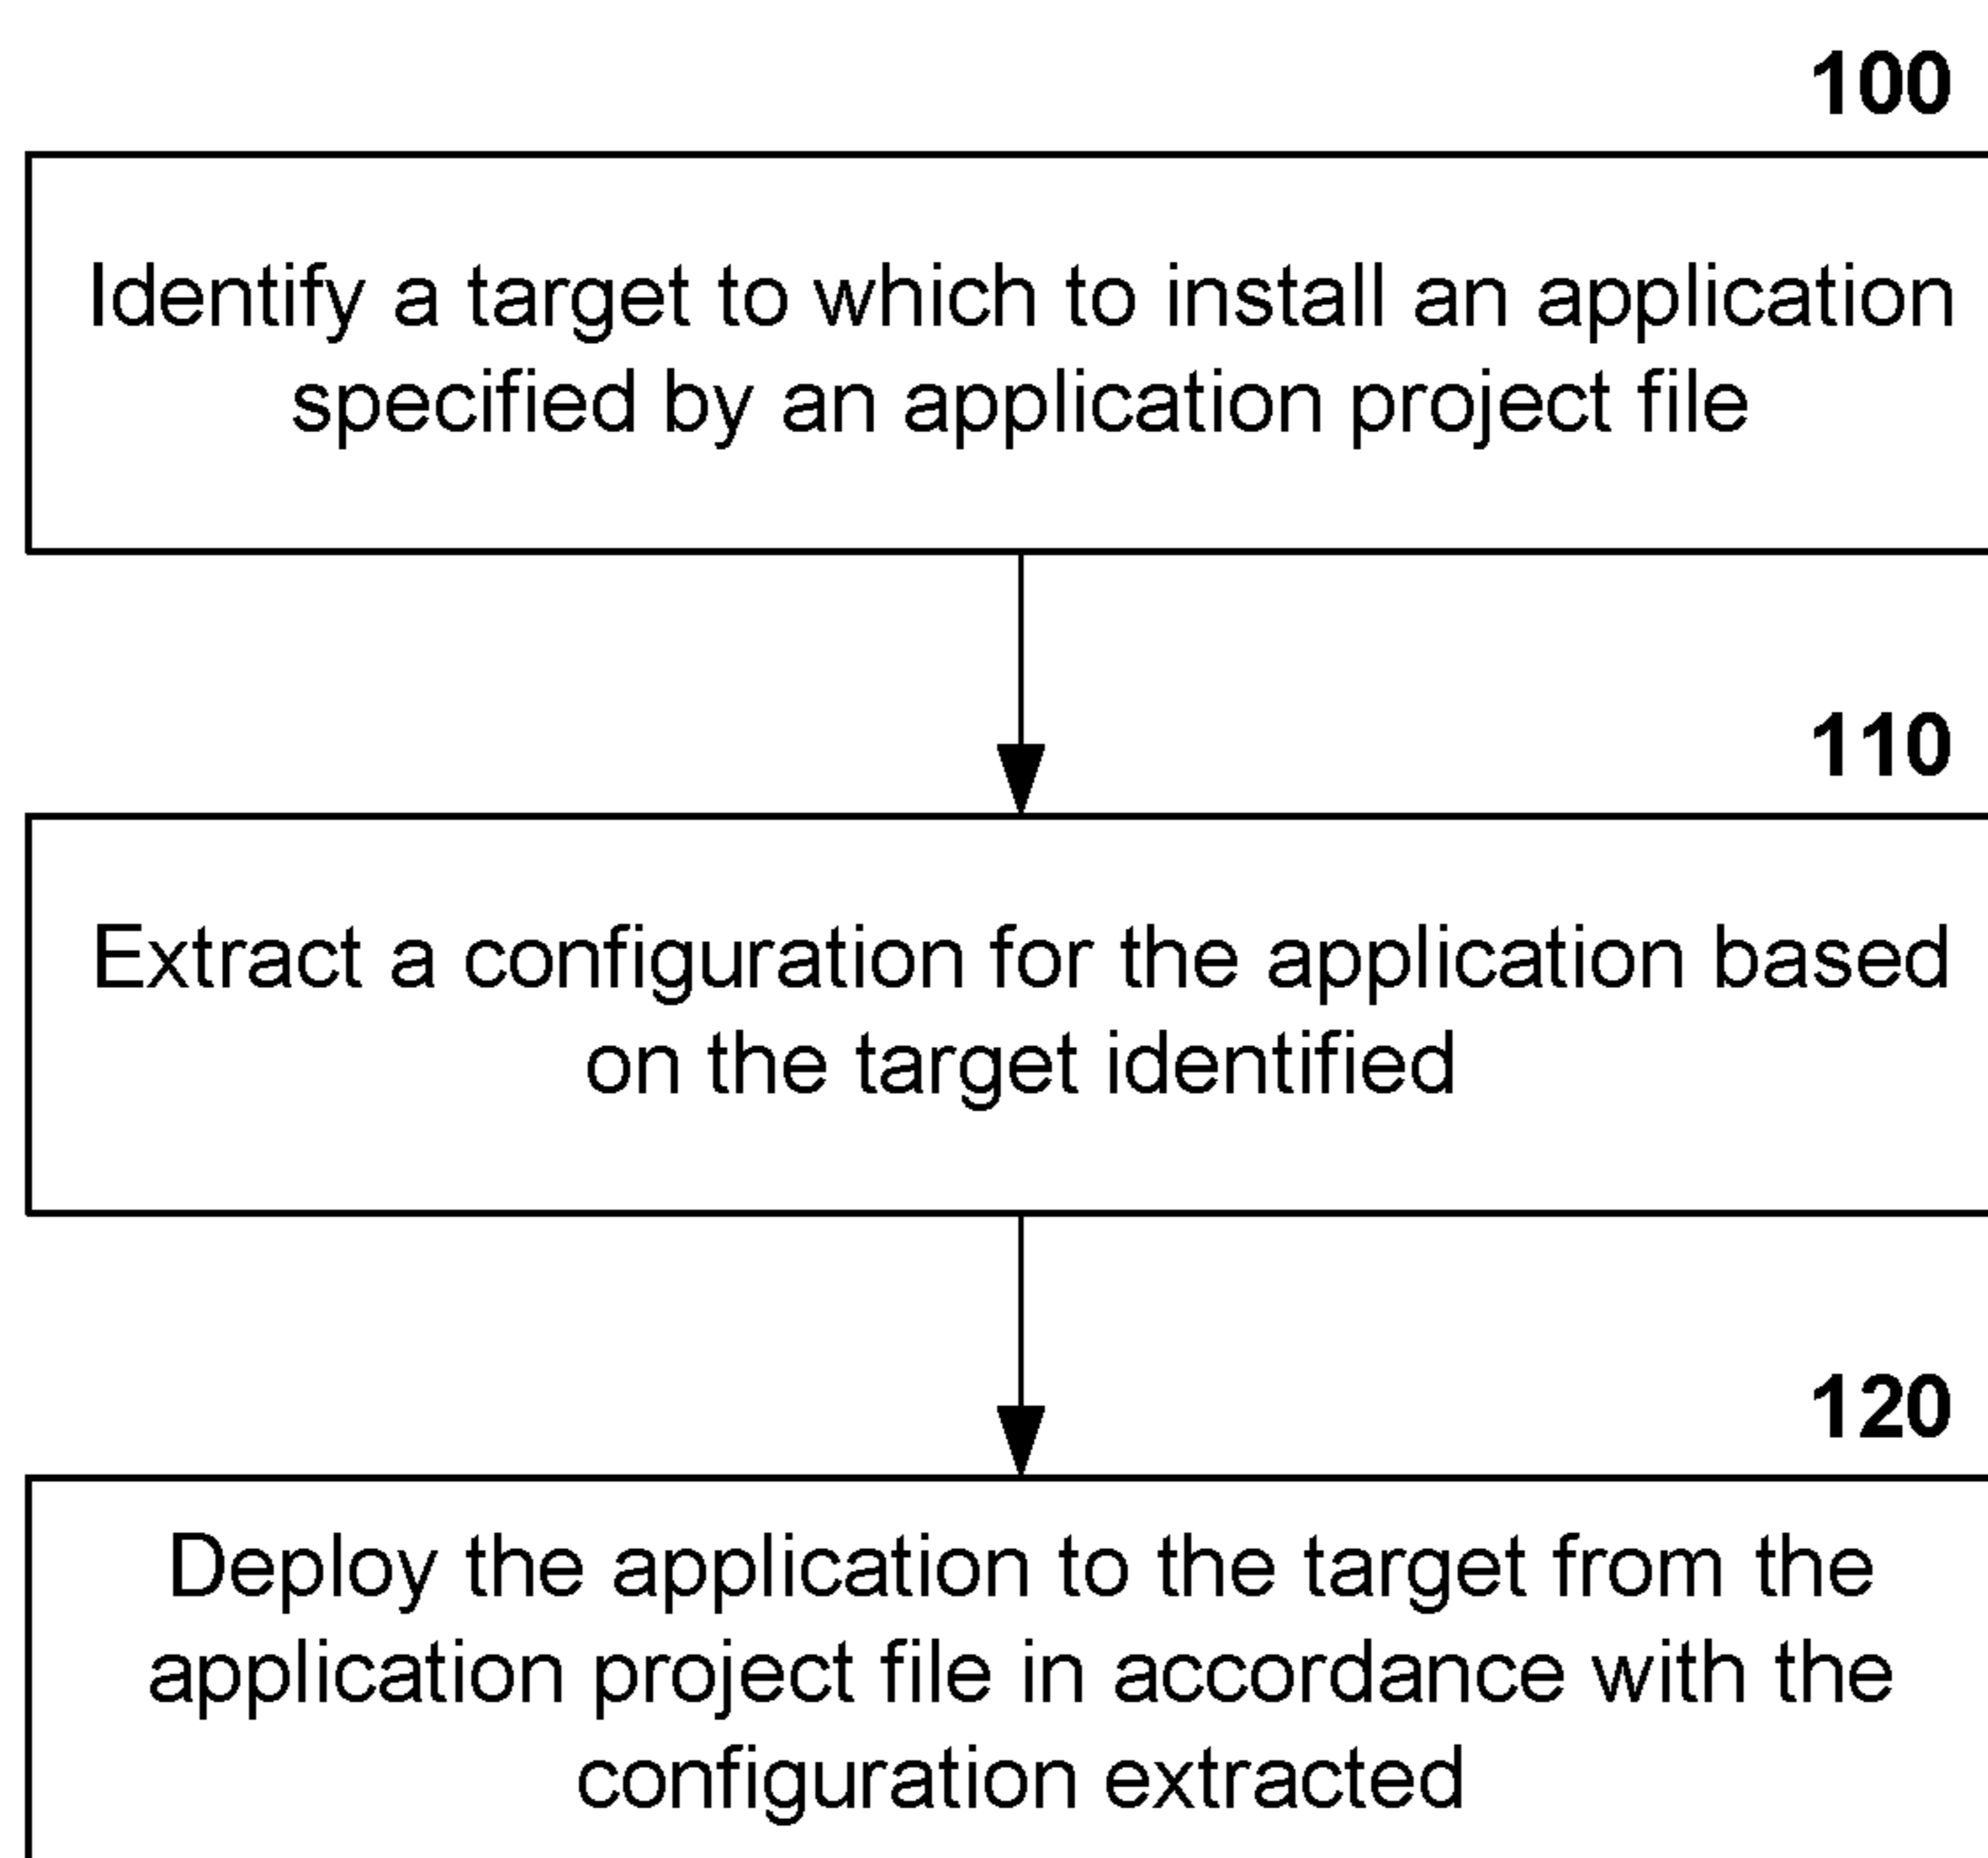 100
Identify a target to which to install an application
specified by an application project file
110
Extract a configuration for the application based
on the target identified
120
Deploy the application to the target from the
application project file in accordance with the
configuration extracted